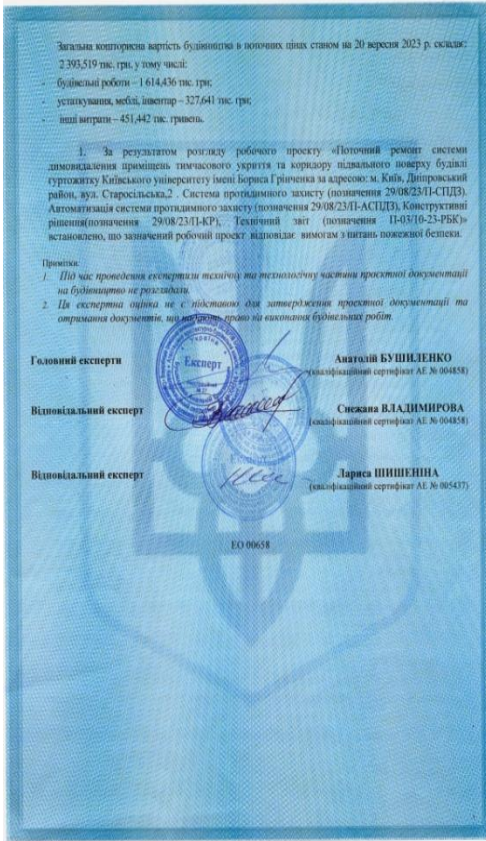 Загальна кошторисна вартість будівництва в поточних цінах станом на 20 вересня 2023 р. складає:
2 393,519 тис. грн, у тому числі:
- будівельні роботи – 1 614,436 тис. грн;
- устаткування, меблі, інвентар – 327,641 тис. грн;
- інші витрати – 451,442 тис. гривень.
1. За результатом розгляду робочого проекту «Поточний ремонт системи
димовидалення приміщень тимчасового укриття та коридору підвального поверху будівлі
гуртожитку Київського університету імені Бориса Грінченка за адресою: м. Київ, Дніпровський
район, вул. Старосільська,2 . Система протидимного захисту (позначення 29/08/23/П-СПДЗ).
Автоматизація системи протидимного захисту (позначення 29/08/23/П-АСПДЗ), Конструктивні
рішення(позначення 29/08/23/П-КР), Технічний звіт (позначення П-03/10-23-РБК)»
встановлено, що зазначений робочий проект відповідає вимогам з питань пожежної безпеки.
Примітки:
1. Під час проведення експертизи технічну та технологічну частини проектної документації
на будівництво не розглядали.
2. Ця експертна оцінка не є підставою для затвердження проектної документації та
отримання документів, що надають право на виконання будівельних робіт.
Україна
Експерт
Головний експерти
Анатолій БУШИЛЕНКО
(кваліфікаційний сертифікат АЕ № 004858)
Відповідальний експерт
Снежана ВЛАДИМИРОВА
(кваліфікаційний сертифікат АЕ № 004858)
Відповідальний експерт
Лариса ШИШЕНІНА
(кваліфікаційний сертифікат АЕ № 005437)
ЕО 00658